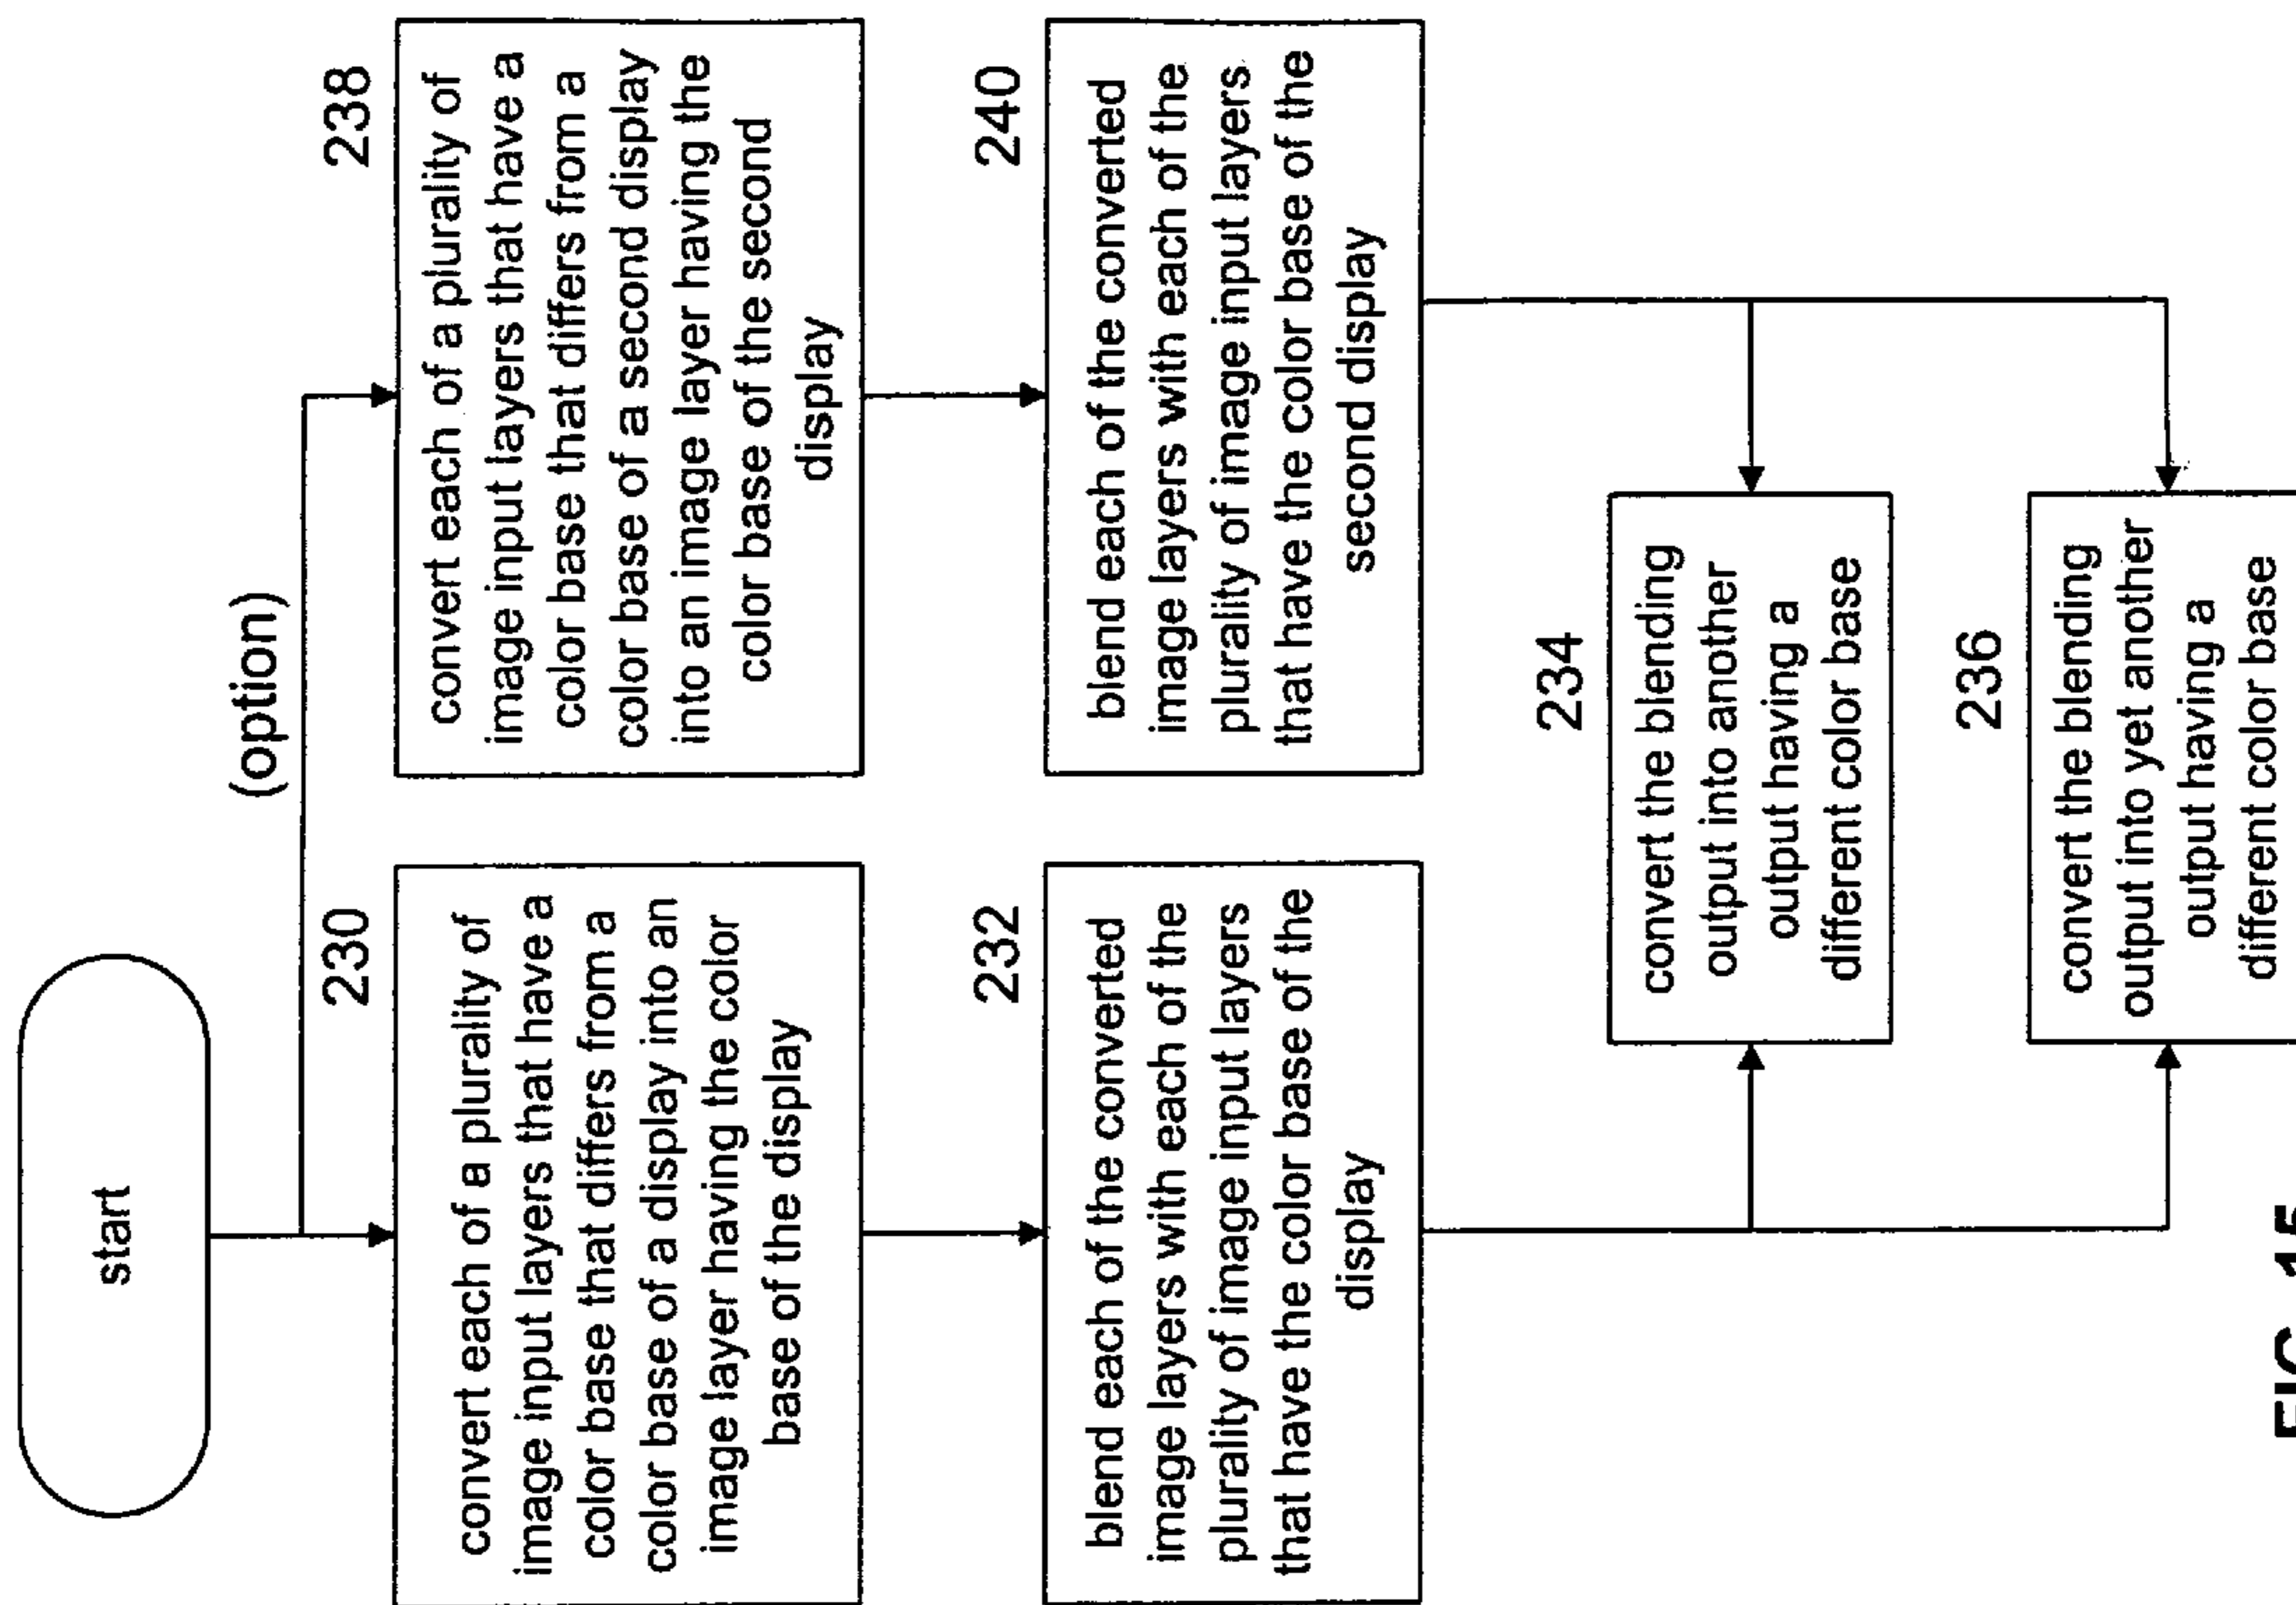 start
(option)
230
convert each of a plurality of
image input layers that have a
color base that differs from a
color base of a display into an
image layer having the color
base of the display
238
convert each of a plurality of
image input layers that have a
color base that differs from a
color base of a second display
into an image layer having the
color base of the second
display
232
blend each of the converted
image layers with each of the
plurality of image input layers
that have the color base of the
display
240
blend each of the converted
image layers with each of the
plurality of image input layers
that have the color base of the
second display
234
convert the blending
output into another
output having a
different color base
236
convert the blending
output into yet another
output having a
different color base
FIG. 15